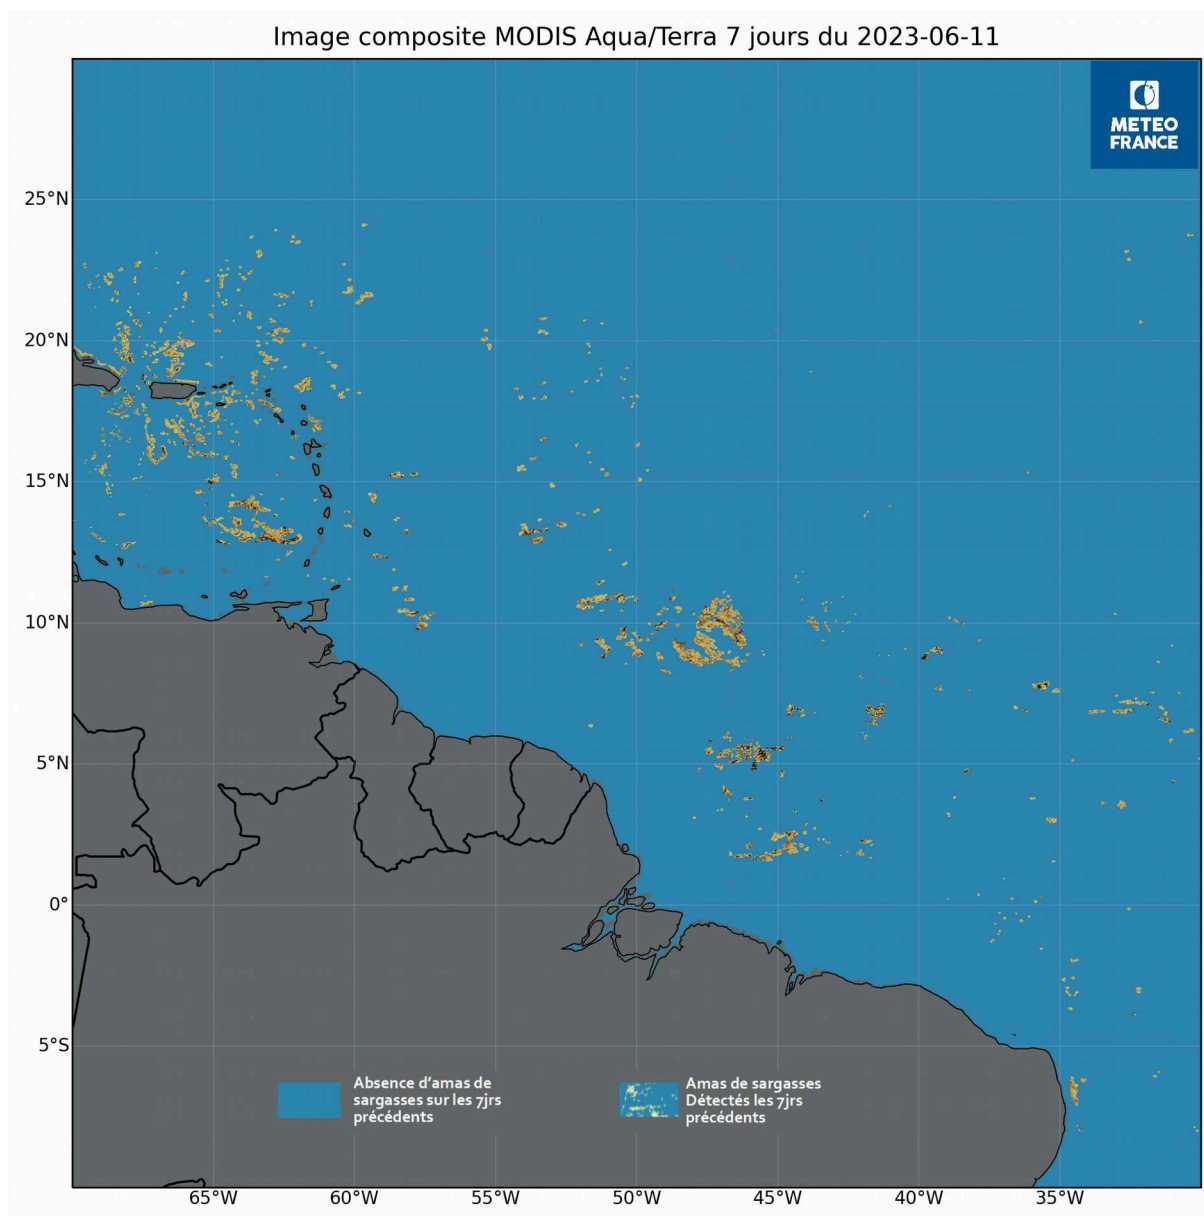 Image composite MODIS Aqua/Terra 7 jours du 2023-06-11
METEO
FRANCE
25°N
20°N
15°N
10°N
5°N
0°
5°S
Absence d'amas de
sargasses sur les 7jrs
précédents
Amas de sargasses
Détectés les 7jrs
précédents
65°W
60°W
55°W
50°W
45°W
40°W
35°W